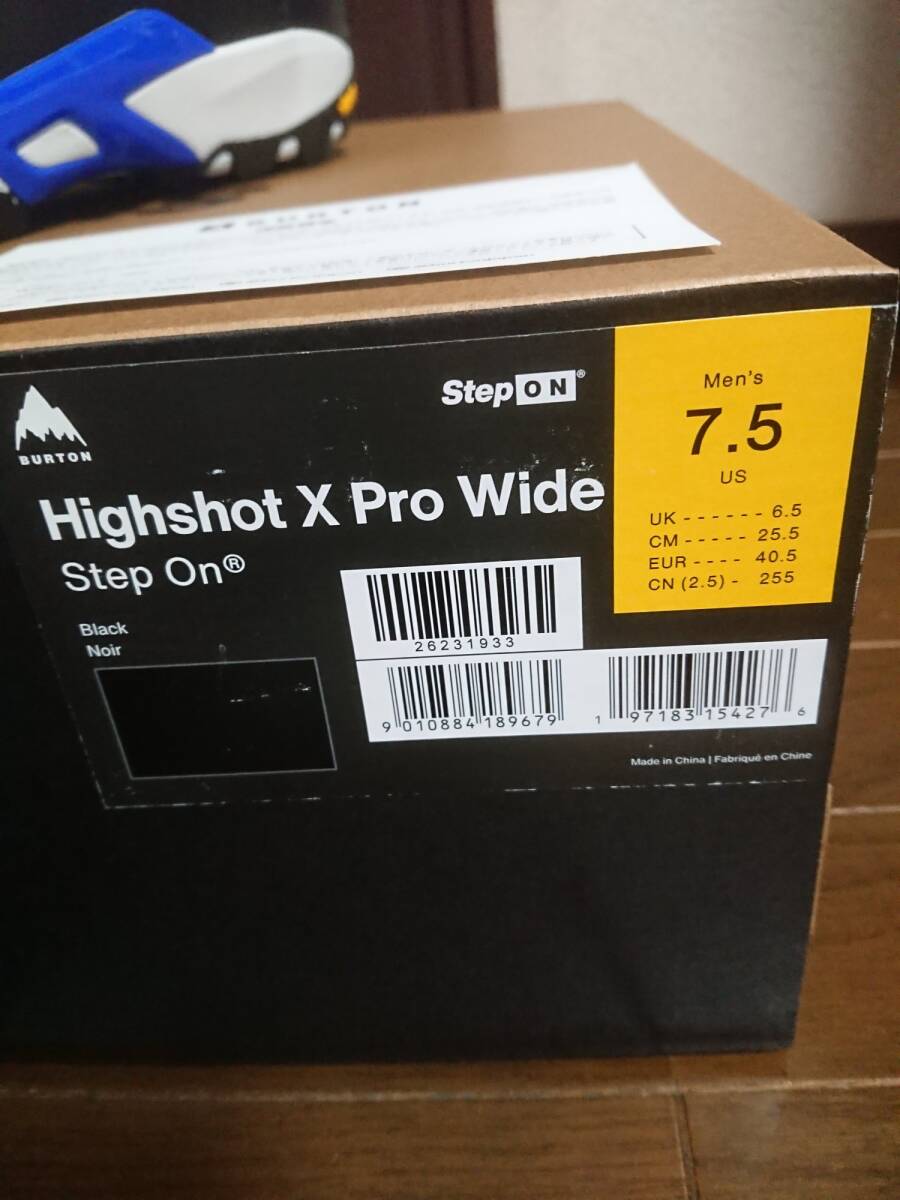 BURTON
BURTON
StepON®
Highshot X Pro Wide
Step On®
Black
Noir
Men's
7.5
US
UK - - - - - - 6.5
CM - - - - - 25.5
EUR - - - - 40.5
CN (2.5) - 255
26231933
9 010884 189679
1 97183 15427 6
Made in China | Fabriqué en Chine